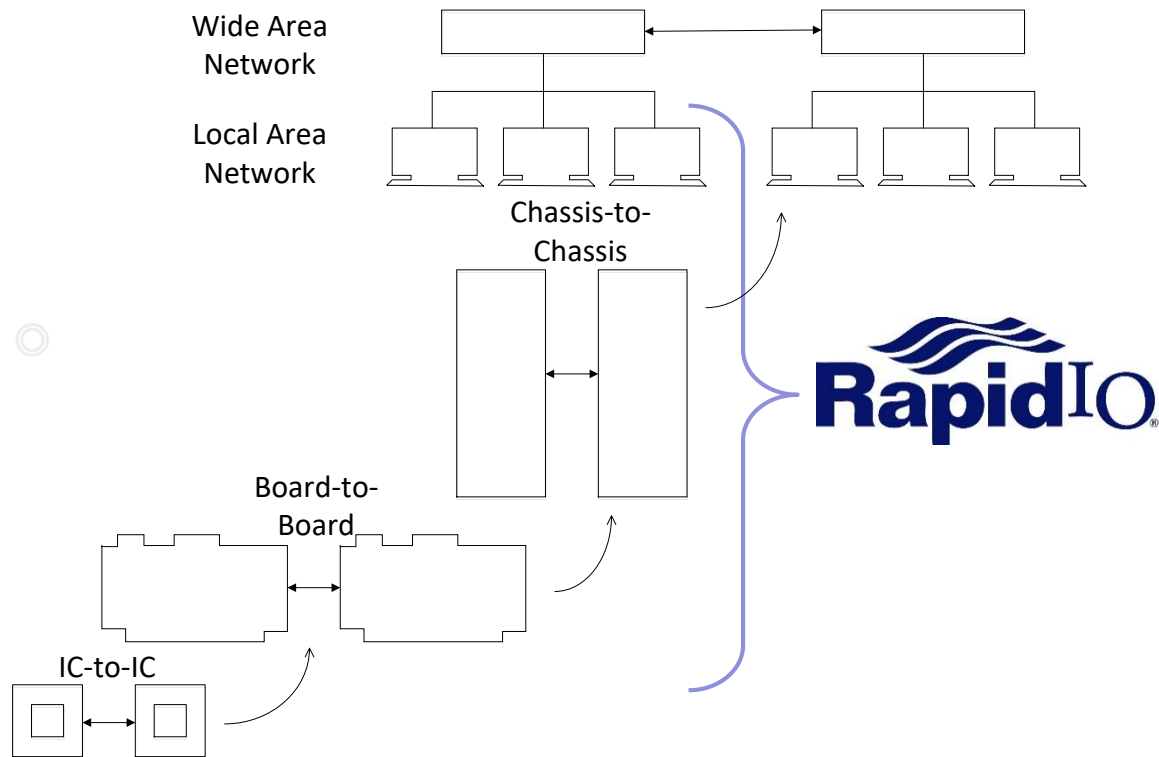 Wide Area
Network
Local Area
Network
Chassis-to-
Chassis
RapidIO®
Board-to-
Board
IC-to-IC